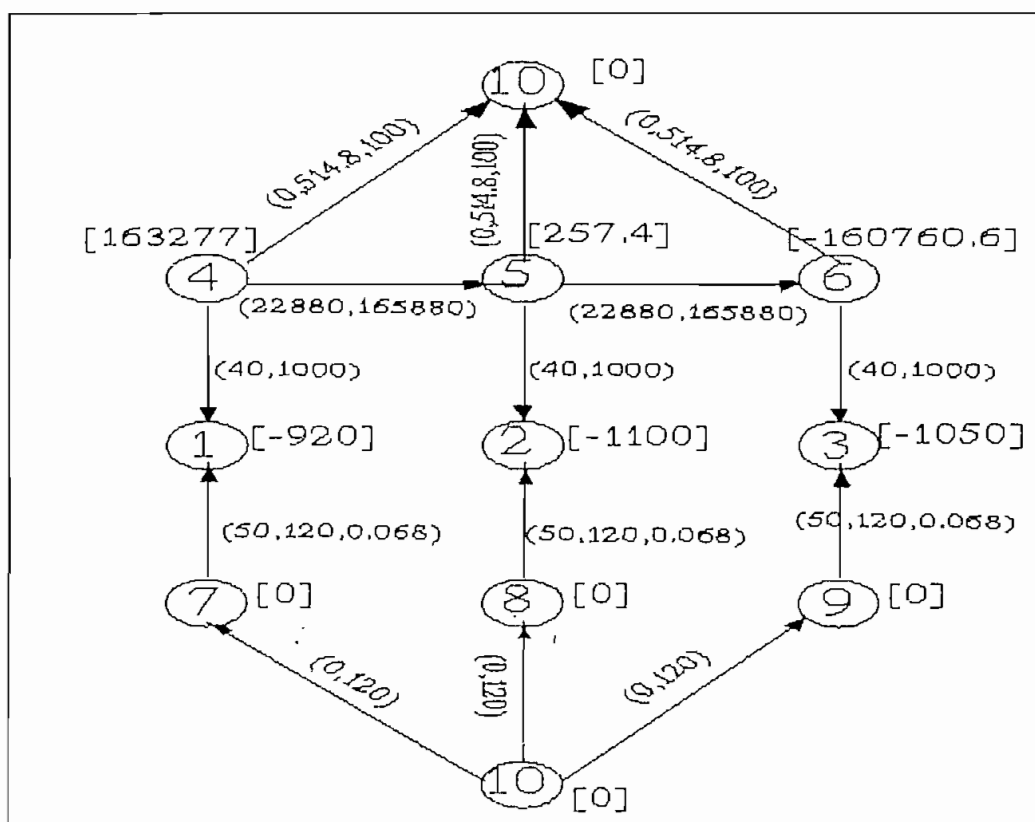 10 [0]
(0,514.8,100)
(0,514.8,100)
(0,514.8,100)
[163277] [257.4] [-160760.6]
4 5 6
(22880,165880) (22880,165880)
(40,1000) (40,1000) (40,1000)
1 [-920] 2 [-1100] 3 [-1050]
(50,120,0.068) (50,120,0.068) (50,120,0.068)
7 [0] 8 [0] 9 [0]
(0,120) (0,120) (0,120)
10 [0]